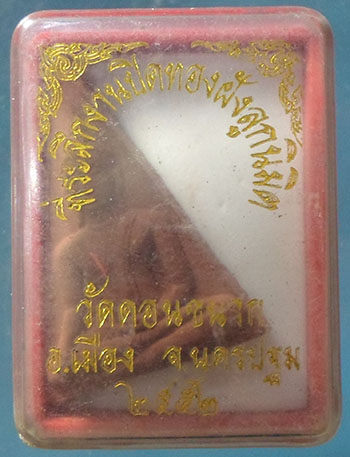 ที่ระลึกงานปิดทองฝังลูกนิมิต
วัดดอนขนาก
อ.เมือง จ.นครปฐม
๒๕๕๒